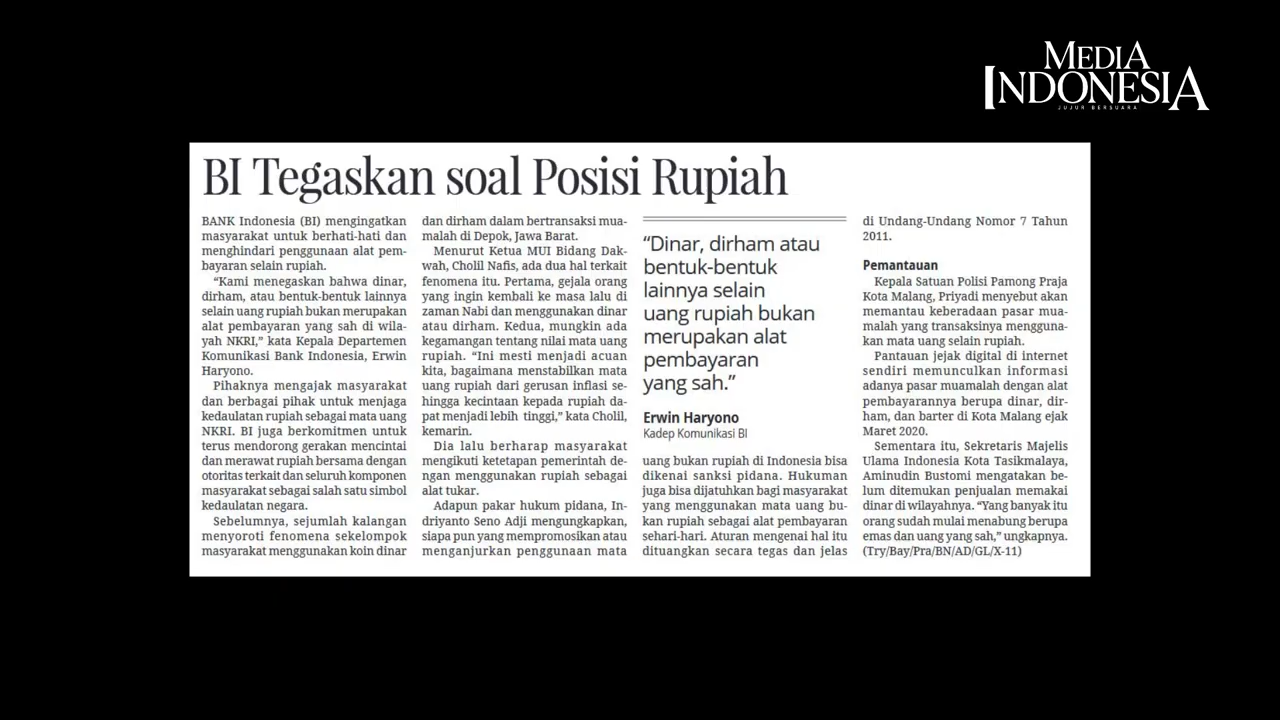 MEDIA
INDONESIA
JUJUR BERSUARA
BI Tegaskan soal Posisi Rupiah
BANK Indonesia (BI) mengingatkan
masyarakat untuk berhati-hati dan
menghindari penggunaan alat pem-
bayaran selain rupiah.
“Kami menegaskan bahwa dinar,
dirham, atau bentuk-bentuk lainnya
selain uang rupiah bukan merupakan
alat pembayaran yang sah di wila-
yah NKRI,” kata Kepala Departemen
Komunikasi Bank Indonesia, Erwin
Haryono.
Pihaknya mengajak masyarakat
dan berbagai pihak untuk menjaga
kedaulatan rupiah sebagai mata uang
NKRI. BI juga berkomitmen untuk
terus mendorong gerakan mencintai
dan merawat rupiah bersama dengan
otoritas terkait dan seluruh komponen
masyarakat sebagai salah satu simbol
kedaulatan negara.
Sebelumnya, sejumlah kalangan
menyoroti fenomena sekelompok
masyarakat menggunakan koin dinar
dan dirham dalam bertransaksi mua-
malah di Depok, Jawa Barat.
Menurut Ketua MUI Bidang Dak-
wah, Cholil Nafis, ada dua hal terkait
fenomena itu. Pertama, gejala orang
yang ingin kembali ke masa lalu di
zaman Nabi dan menggunakan dinar
atau dirham. Kedua, mungkin ada
kegamangan tentang nilai mata uang
rupiah. “Ini mesti menjadi acuan
kita, bagaimana menstabilkan mata
uang rupiah dari gerusan inflasi se-
hingga kecintaan kepada rupiah da-
pat menjadi lebih tinggi,” kata Cholil,
kemarin.
Dia lalu berharap masyarakat
mengikuti ketetapan pemerintah de-
ngan menggunakan rupiah sebagai
alat tukar.
Adapun pakar hukum pidana, In-
driyanto Seno Adji mengungkapkan,
siapa pun yang mempromosikan atau
menganjurkan penggunaan mata
“Dinar, dirham atau
bentuk-bentuk
lainnya selain
uang rupiah bukan
merupakan alat
pembayaran
yang sah.”
Erwin Haryono
Kadep Komunikasi BI
uang bukan rupiah di Indonesia bisa
dikenai sanksi pidana. Hukuman
juga bisa dijatuhkan bagi masyarakat
yang menggunakan mata uang bu-
kan rupiah sebagai alat pembayaran
sehari-hari. Aturan mengenai hal itu
dituangkan secara tegas dan jelas
di Undang-Undang Nomor 7 Tahun
2011.
Pemantauan
Kepala Satuan Polisi Pamong Praja
Kota Malang, Priyadi menyebut akan
memantau keberadaan pasar mua-
malah yang transaksinya mengguna-
kan mata uang selain rupiah.
Pantauan jejak digital di internet
sendiri memunculkan informasi
adanya pasar muamalah dengan alat
pembayarannya berupa dinar, dir-
ham, dan barter di Kota Malang ejak
Maret 2020.
Sementara itu, Sekretaris Majelis
Ulama Indonesia Kota Tasikmalaya,
Aminudin Bustomi mengatakan be-
lum ditemukan penjualan memakai
dinar di wilayahnya. “Yang banyak itu
orang sudah mulai menabung berupa
emas dan uang yang sah,” ungkapnya.
(Try/Bay/Pra/BN/AD/GL/X-11)